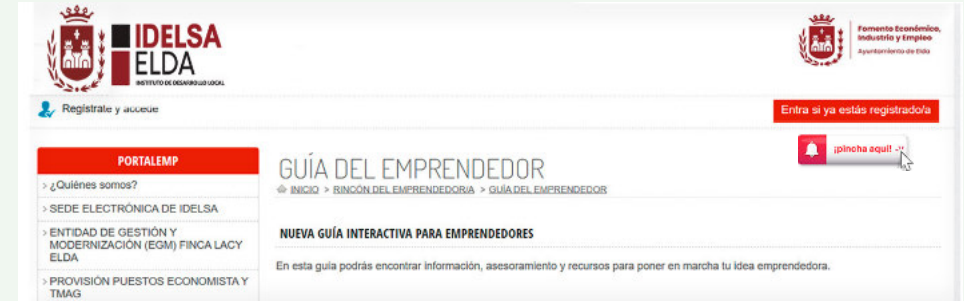 IDELSA
ELDA
INSTITUTO DE DESARROLLO LOCAL
Fomento Económico,
Industria y Empleo
Ayuntamiento de Elda
Regístrate y accede
Entra si ya estás registrado/a
¡pincha aquí!
PORTALEMP
GUÍA DEL EMPRENDEDOR
INICIO > RINCÓN DEL EMPRENDEDOR/A > GUÍA DEL EMPRENDEDOR
> ¿Quiénes somos?
> SEDE ELECTRÓNICA DE IDELSA
> ENTIDAD DE GESTIÓN Y
MODERNIZACIÓN (EGM) FINCA LACY
ELDA
> PROVISIÓN PUESTOS ECONOMISTA Y
TMAG
NUEVA GUÍA INTERACTIVA PARA EMPRENDEDORES
En esta guía podrás encontrar información, asesoramiento y recursos para poner en marcha tu idea emprendedora.